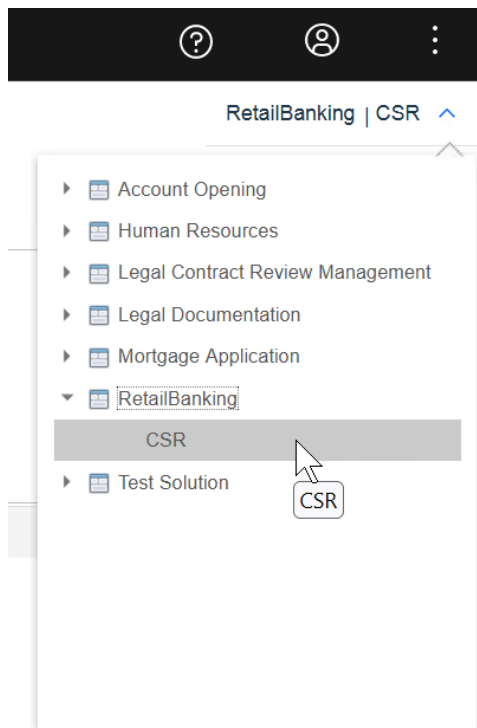 RetailBanking | CSR
Account Opening
Human Resources
Legal Contract Review Management
Legal Documentation
Mortgage Application
RetailBanking
CSR
Test Solution
CSR